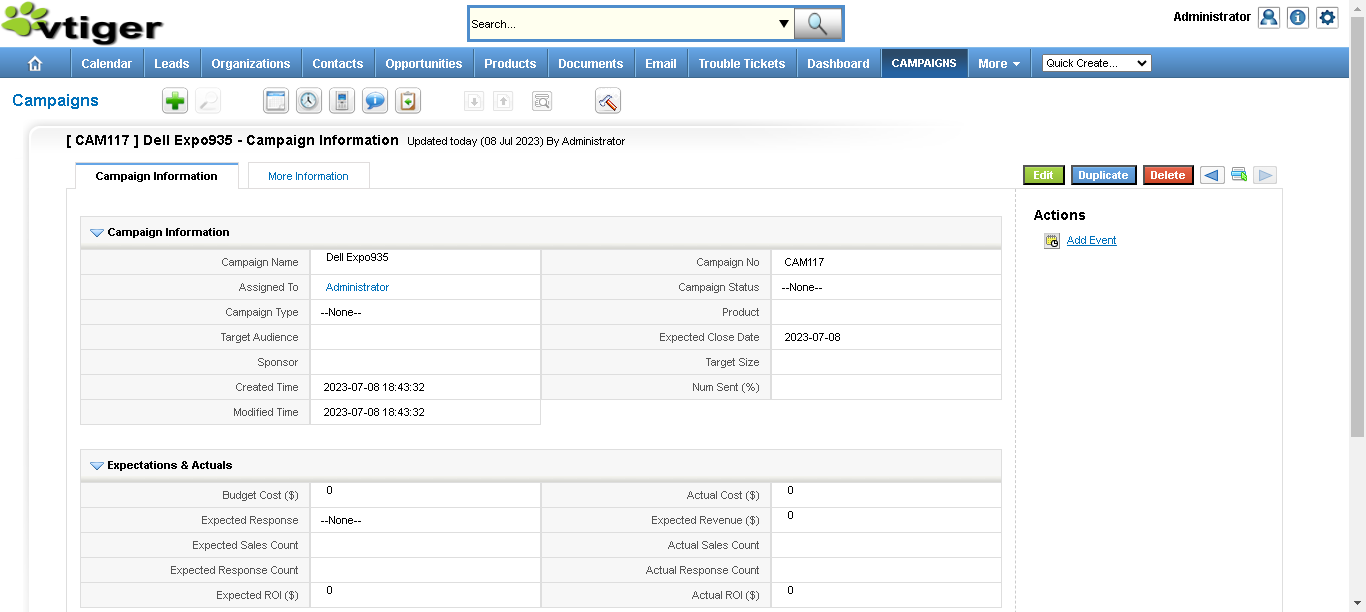 vtiger
Search...
Administrator
Calendar Leads Organizations Contacts Opportunities Products Documents Email Trouble Tickets Dashboard CAMPAIGNS More Quick Create...
Campaigns
[ CAM117 ] Dell Expo935 - Campaign Information Updated today (08 Jul 2023) By Administrator
Campaign Information More Information
Edit Duplicate Delete
Actions
Add Event
Campaign Information
Campaign Name Dell Expo935 Campaign No CAM117
Assigned To Administrator Campaign Status --None--
Campaign Type --None-- Product
Target Audience Expected Close Date 2023-07-08
Sponsor Target Size
Created Time 2023-07-08 18:43:32 Num Sent (%)
Modified Time 2023-07-08 18:43:32
Expectations & Actuals
Budget Cost ($) 0 Actual Cost ($) 0
Expected Response --None-- Expected Revenue ($) 0
Expected Sales Count Actual Sales Count
Expected Response Count Actual Response Count
Expected ROI ($) 0 Actual ROI ($) 0